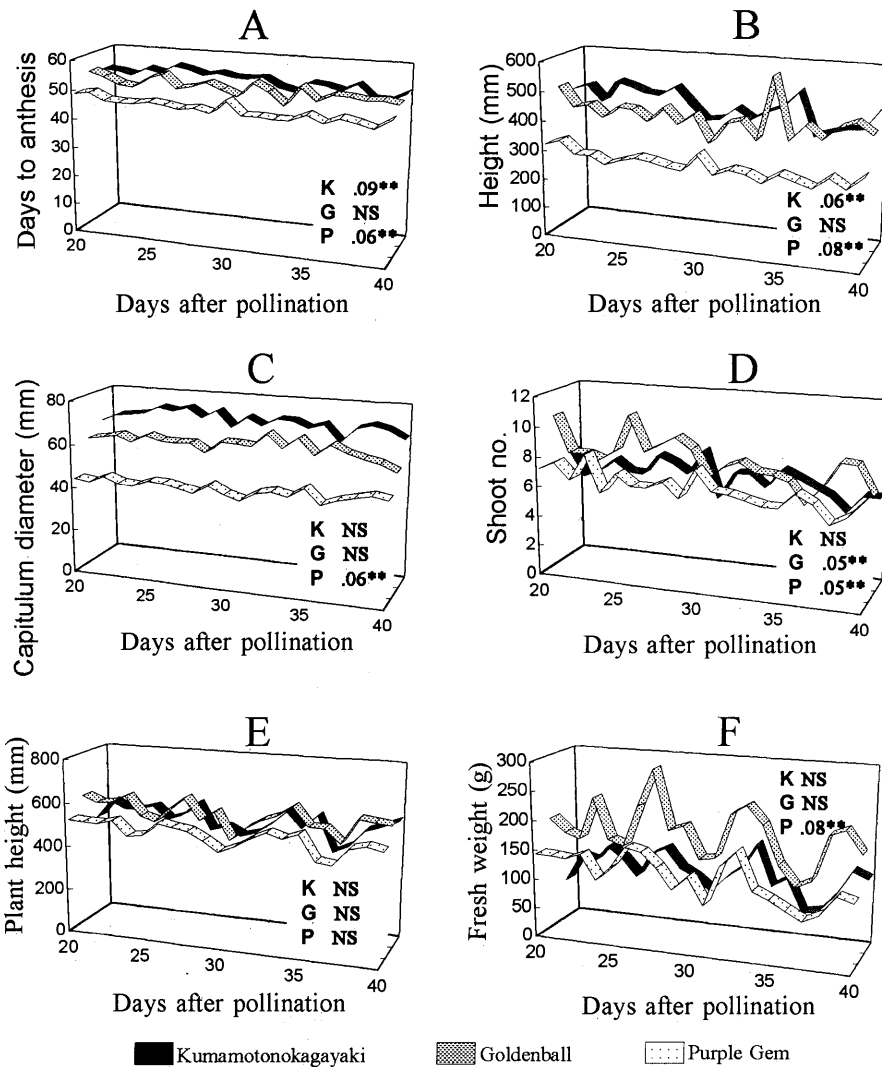 A
Days to anthesis
60
50
40
30
20
10
0
K .09**
G NS
P .06**
20
25
35
40
Days after pollination
B
Height (mm)
600
500
400
300
200
100
0
K .06**
G NS
P .08**
20
25
30
35
40
Days after pollination
C
Capitulum diameter (mm)
80
60
40
20
0
K NS
G NS
P .06**
20
25
35
40
Days after pollination
D
Shoot no.
12
10
8
6
4
2
0
K NS
G .05**
P .05**
20
25
30
35
40
Days after pollination
E
Plant height (mm)
800
600
400
200
0
K NS
G NS
P NS
20
30
35
40
Days after pollination
F
Fresh weight (g)
300
250
200
150
100
50
0
K NS
G NS
P .08**
20
25
30
35
40
Days after pollination
Kumamotonokagayaki
Goldenball
Purple Gem